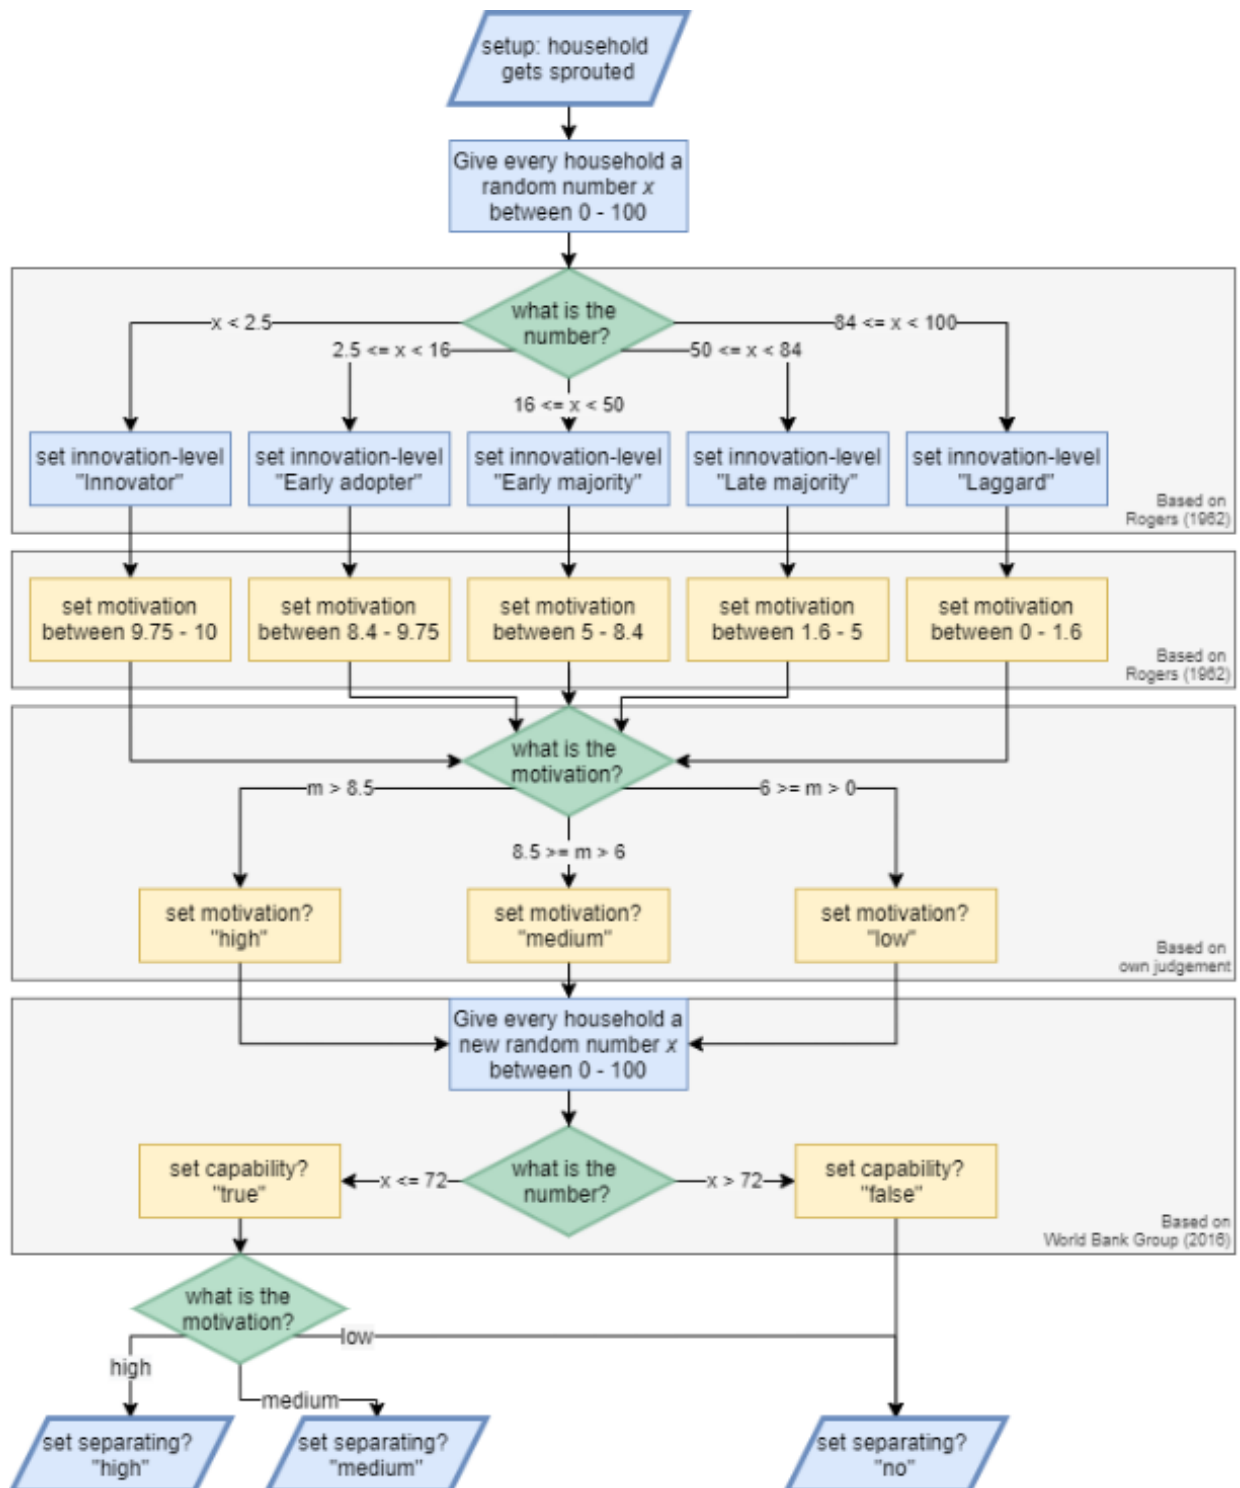 setup: household
gets sprouted
Give every household a
random number x
between 0 - 100
what is the
number?
x < 2.5
84 <= x < 100
2.5 <= x < 16
50 <= x < 84
16 <= x < 50
set innovation-level
"Innovator"
set innovation-level
"Early adopter"
set innovation-level
"Early majority"
set innovation-level
"Late majority"
set innovation-level
"Laggard"
Based on
Rogers (1962)
set motivation
between 9.75 - 10
set motivation
between 8.4 - 9.75
set motivation
between 5 - 8.4
set motivation
between 1.6 - 5
set motivation
between 0 - 1.6
Based on
Rogers (1962)
what is the
motivation?
m > 8.5
6 >= m > 0
8.5 >= m > 6
set motivation?
"high"
set motivation?
"medium"
set motivation?
"low"
Based on
own judgement
Give every household a
new random number x
between 0 - 100
set capability?
"true"
x <= 72
what is the
number?
x > 72
set capability?
"false"
Based on
World Bank Group (2016)
what is the
motivation?
low
high
medium
set separating?
"high"
set separating?
"medium"
set separating?
"no"